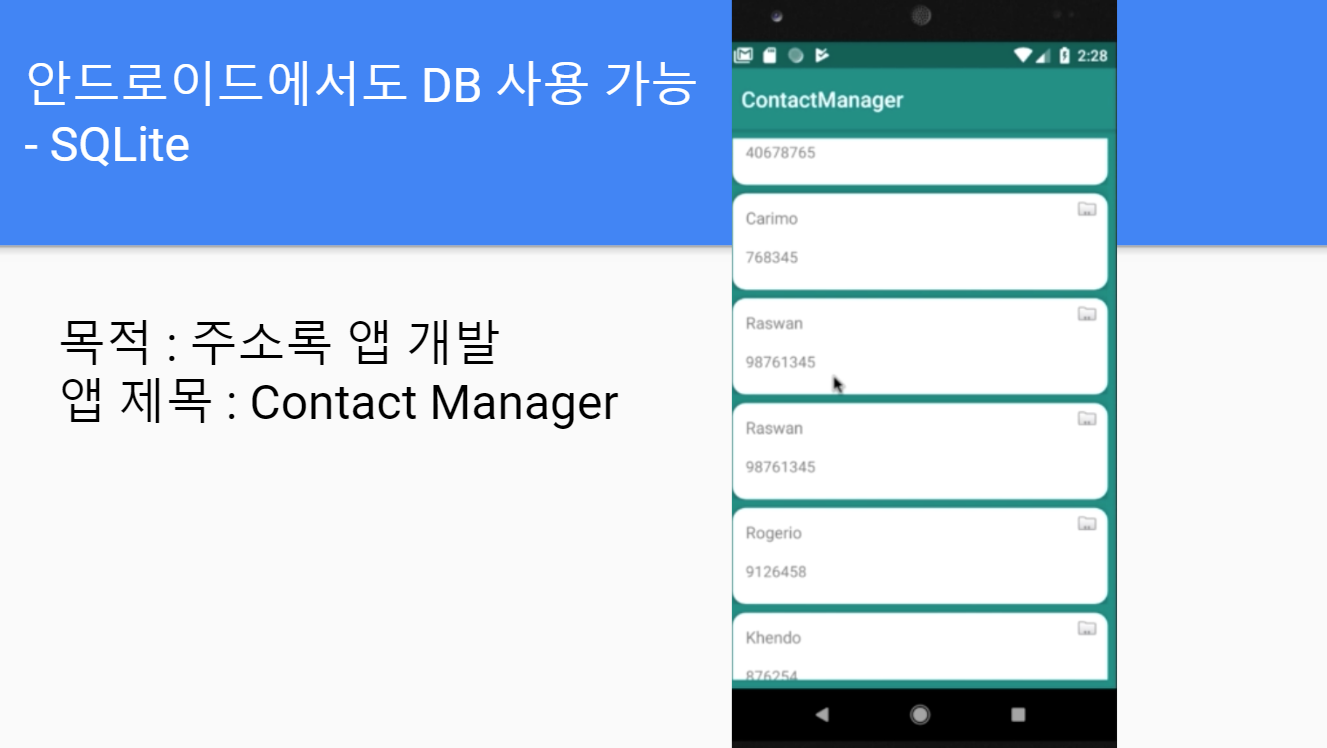 안드로이드에서도 DB 사용 가능
- SQLite
목적 : 주소록 앱 개발
앱 제목 : Contact Manager
2:28
ContactManager
40678765
Carimo
768345
Raswan
98761345
Raswan
98761345
Rogerio
9126458
Khendo
876254